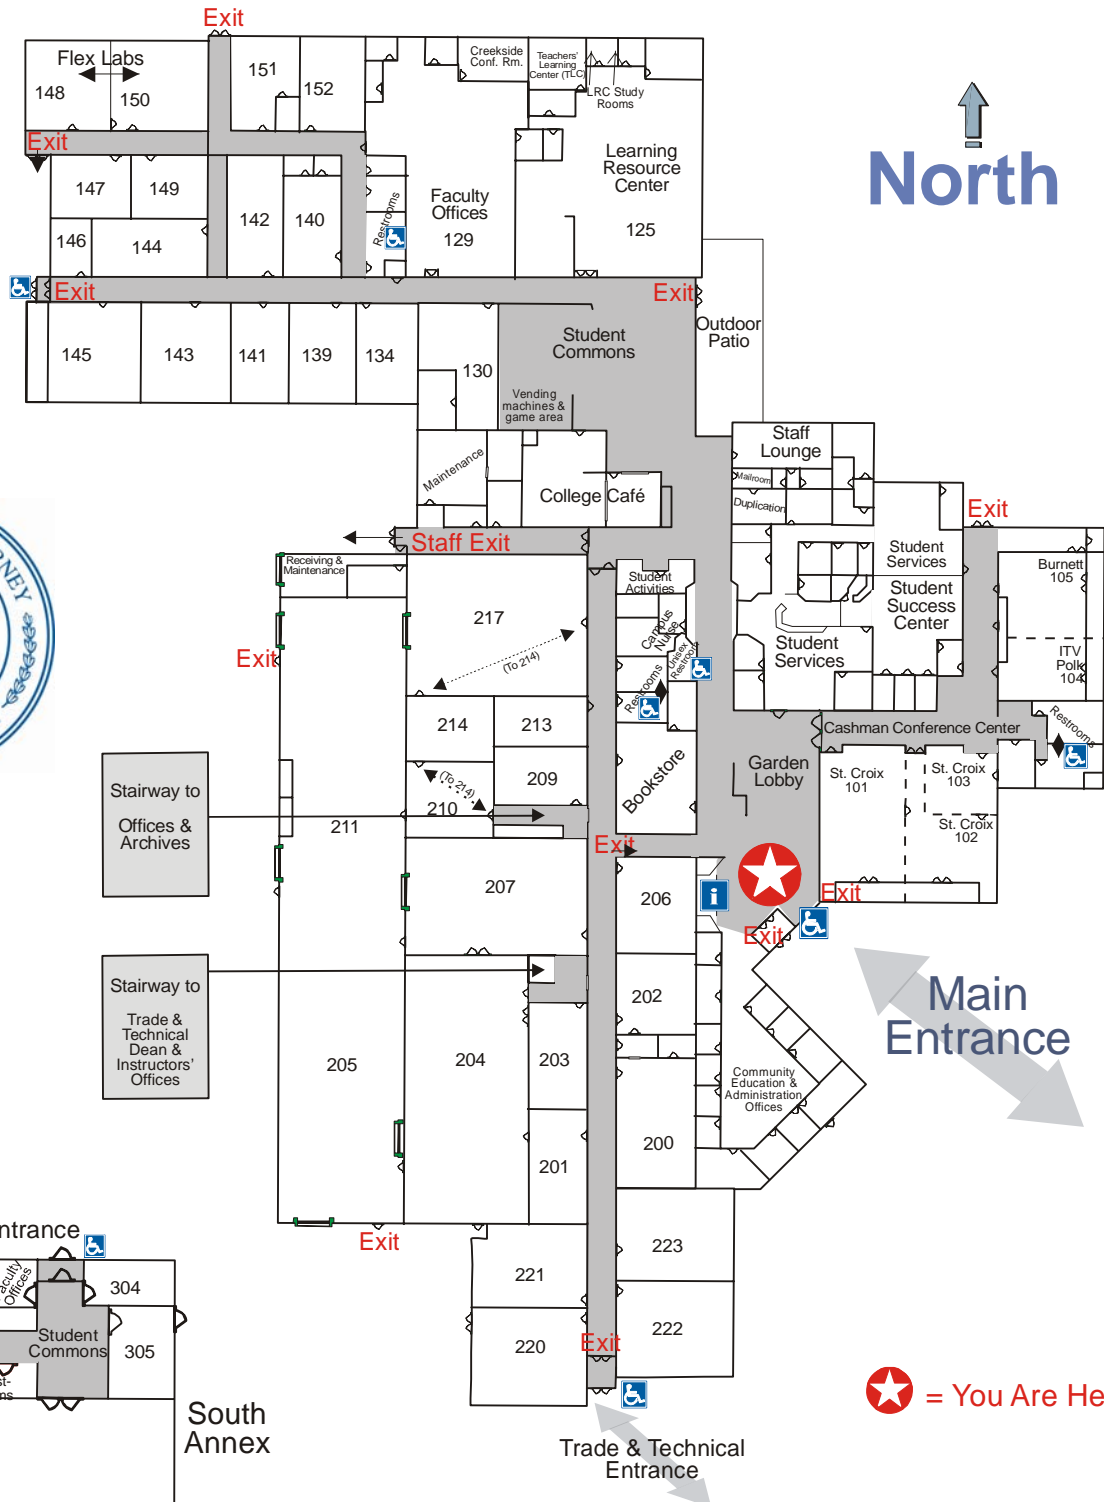 Exit
Flex Labs
148
150
151
152
Creekside
Conf. Rm.
Teachers'
Learning
Center (TLC)
LRC Study
Rooms
Exit
147
149
142
140
146
144
Restrooms
Faculty
Offices
129
Learning
Resource
Center
125
North
Exit
Exit
Outdoor
Patio
145
143
141
139
134
130
Student
Commons
Vending
machines &
game area
Maintenance
College Café
Staff
Lounge
Mailroom
Duplication
Staff Exit
Exit
Receiving &
Maintenance
Student
Activities
Campus
Nurse
Unisex
Restroom
Restrooms
Student
Services
Student
Success
Center
Student
Services
Burnett
105
ITV
Polk
104
217
(To 214)
Exit
214
213
209
(To 214)
210
Bookstore
Garden
Lobby
Cashman Conference Center
Restrooms
St. Croix
101
St. Croix
103
St. Croix
102
Stairway to
Offices &
Archives
211
Exit
207
206
i
Exit
Exit
Main
Entrance
Stairway to
Trade &
Technical
Dean &
Instructors'
Offices
205
204
203
202
201
200
Community
Education &
Administration
Offices
Exit
221
220
223
222
Exit
304
305
Offices
Student
Commons
South
Annex
Trade & Technical
Entrance
= You Are He